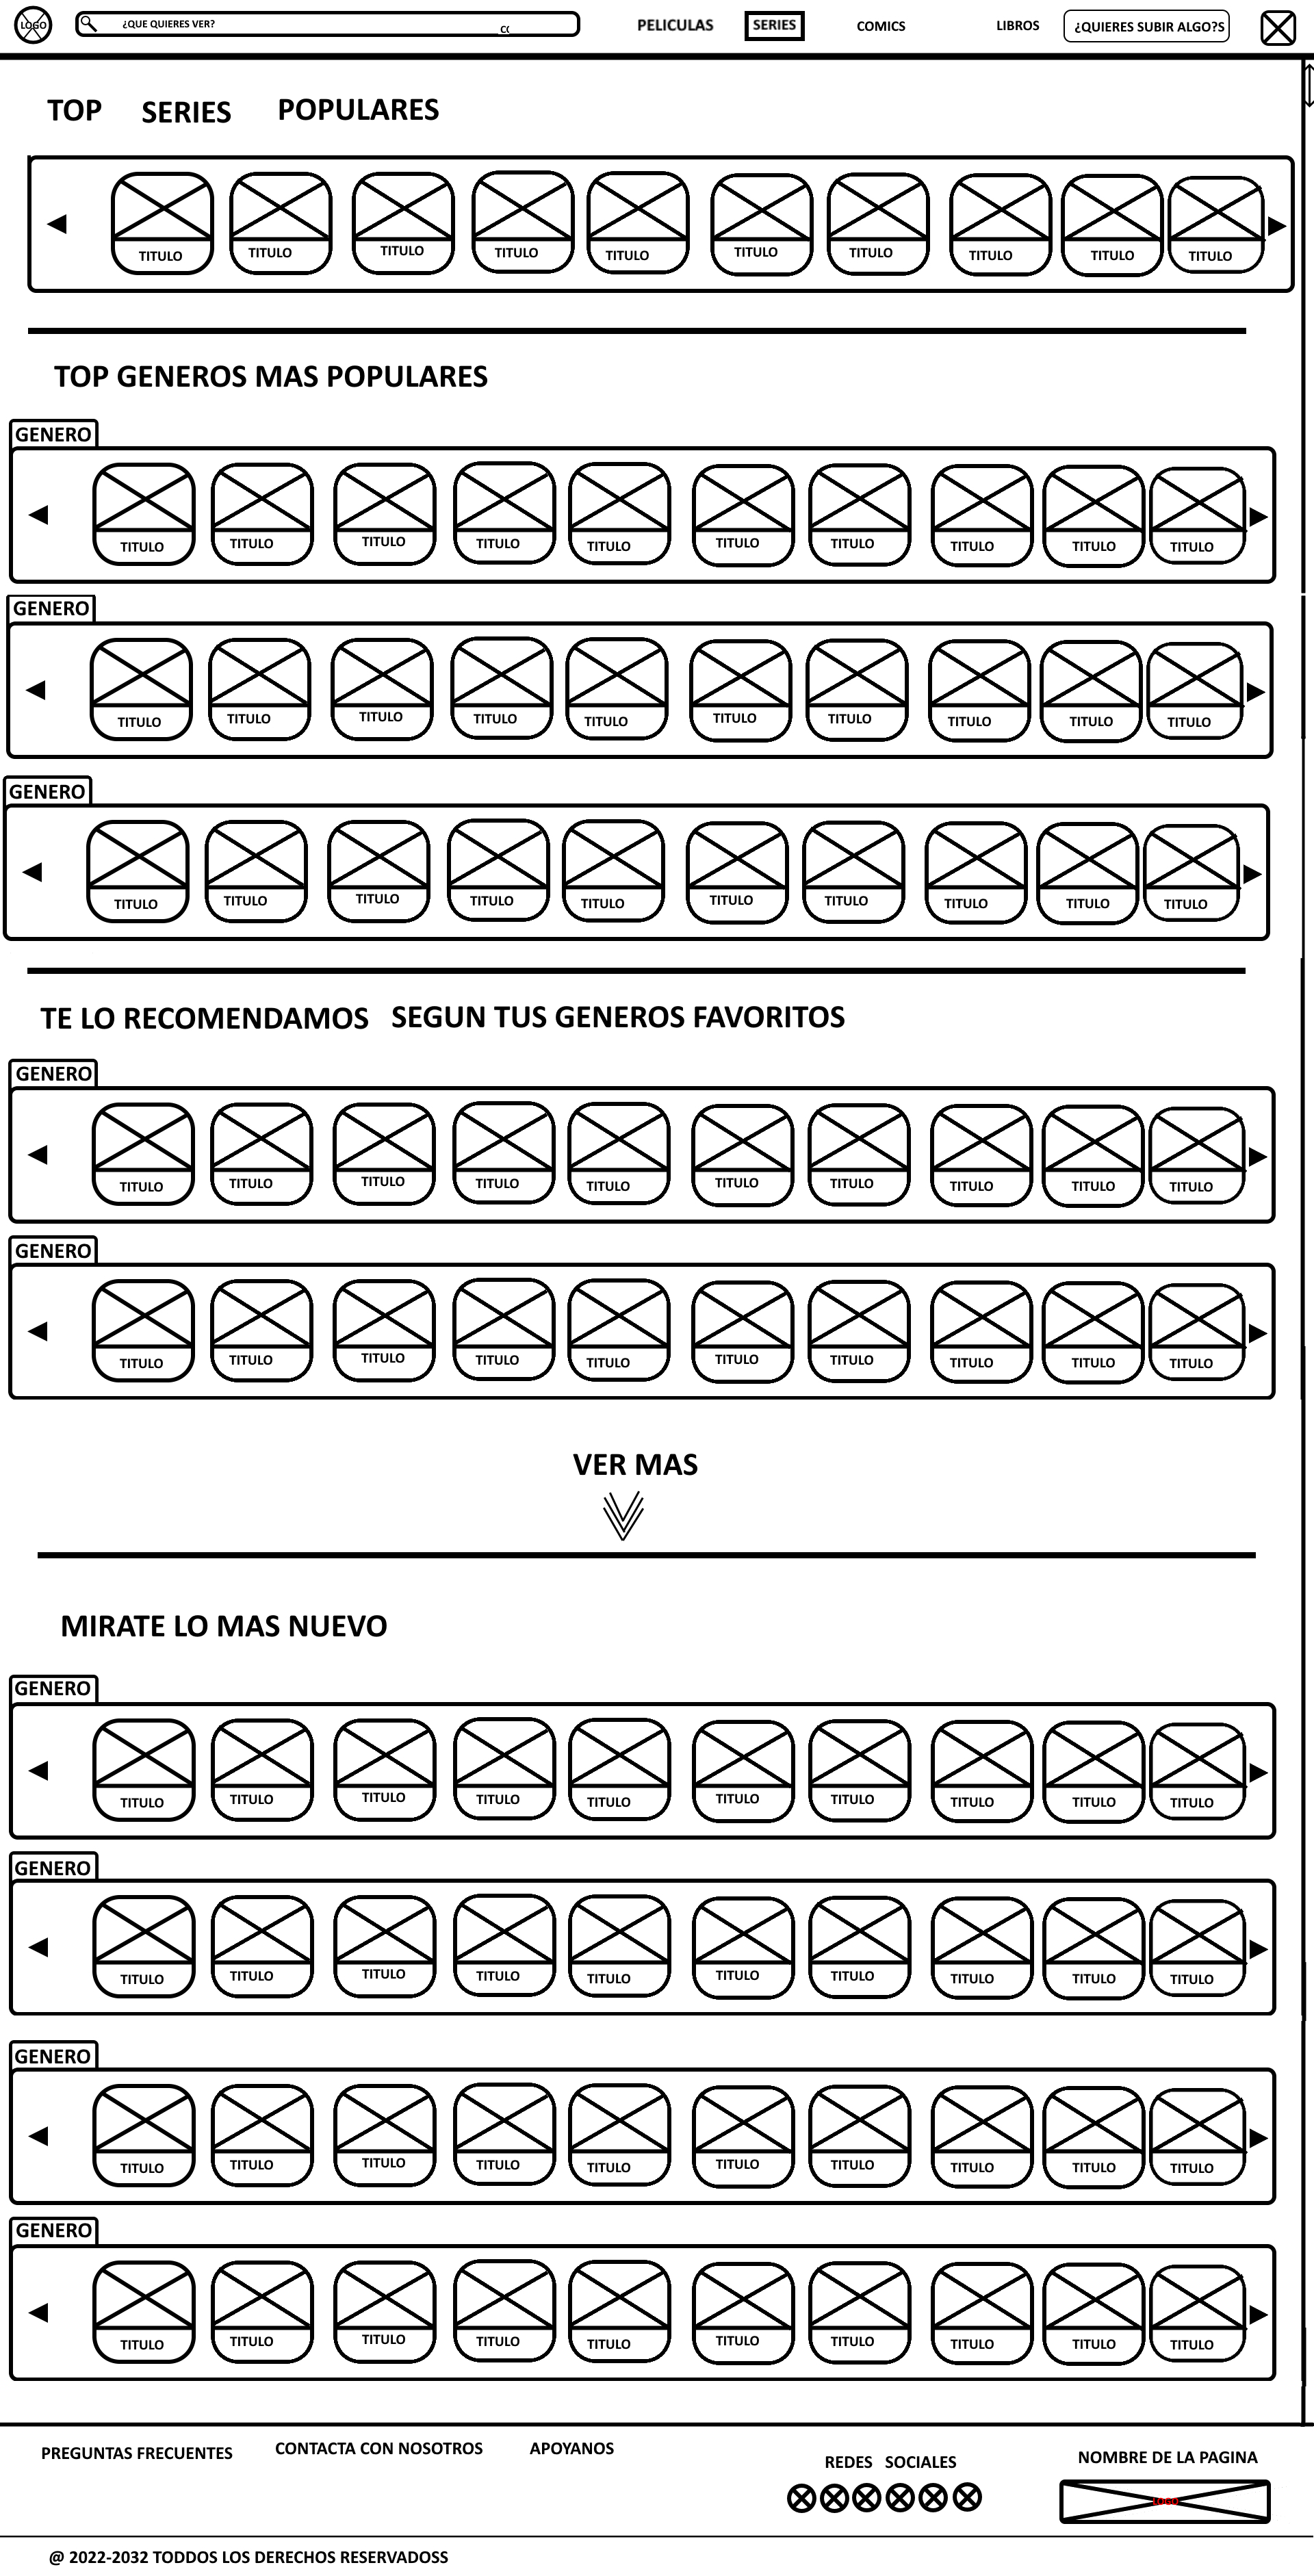 LOGO ¿QUE QUIERES VER? PELICULAS SERIES COMICS LIBROS ¿QUIERES SUBIR ALGO?S
TOP SERIES POPULARES
TITULO TITULO TITULO TITULO TITULO TITULO TITULO TITULO TITULO TITULO
TOP GENEROS MAS POPULARES
GENERO
TITULO TITULO TITULO TITULO TITULO TITULO TITULO TITULO TITULO TITULO
GENERO
TITULO TITULO TITULO TITULO TITULO TITULO TITULO TITULO TITULO TITULO
GENERO
TITULO TITULO TITULO TITULO TITULO TITULO TITULO TITULO TITULO TITULO
TE LO RECOMENDAMOS SEGUN TUS GENEROS FAVORITOS
GENERO
TITULO TITULO TITULO TITULO TITULO TITULO TITULO TITULO TITULO TITULO
GENERO
TITULO TITULO TITULO TITULO TITULO TITULO TITULO TITULO TITULO TITULO
VER MAS
MIRATE LO MAS NUEVO
GENERO
TITULO TITULO TITULO TITULO TITULO TITULO TITULO TITULO TITULO TITULO
GENERO
TITULO TITULO TITULO TITULO TITULO TITULO TITULO TITULO TITULO TITULO
GENERO
TITULO TITULO TITULO TITULO TITULO TITULO TITULO TITULO TITULO TITULO
GENERO
TITULO TITULO TITULO TITULO TITULO TITULO TITULO TITULO TITULO TITULO
PREGUNTAS FRECUENTES CONTACTA CON NOSOTROS APOYANOS
REDES SOCIALES NOMBRE DE LA PAGINA
LOGO
@ 2022-2032 TODDOS LOS DERECHOS RESERVADOSS